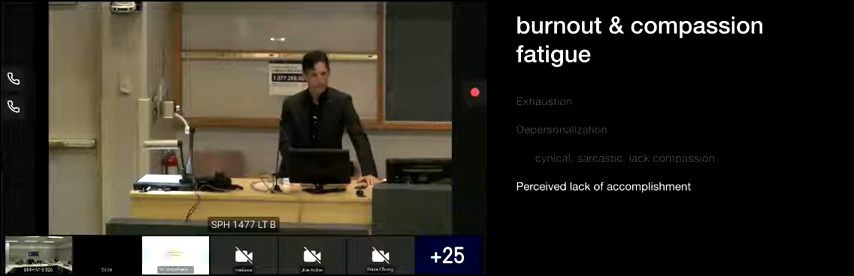 burnout & compassion
fatigue
Exhaustion
Depersonalization
cynical, sarcastic, lack compassion
Perceived lack of accomplishment
SPH 1477 LT B
+25